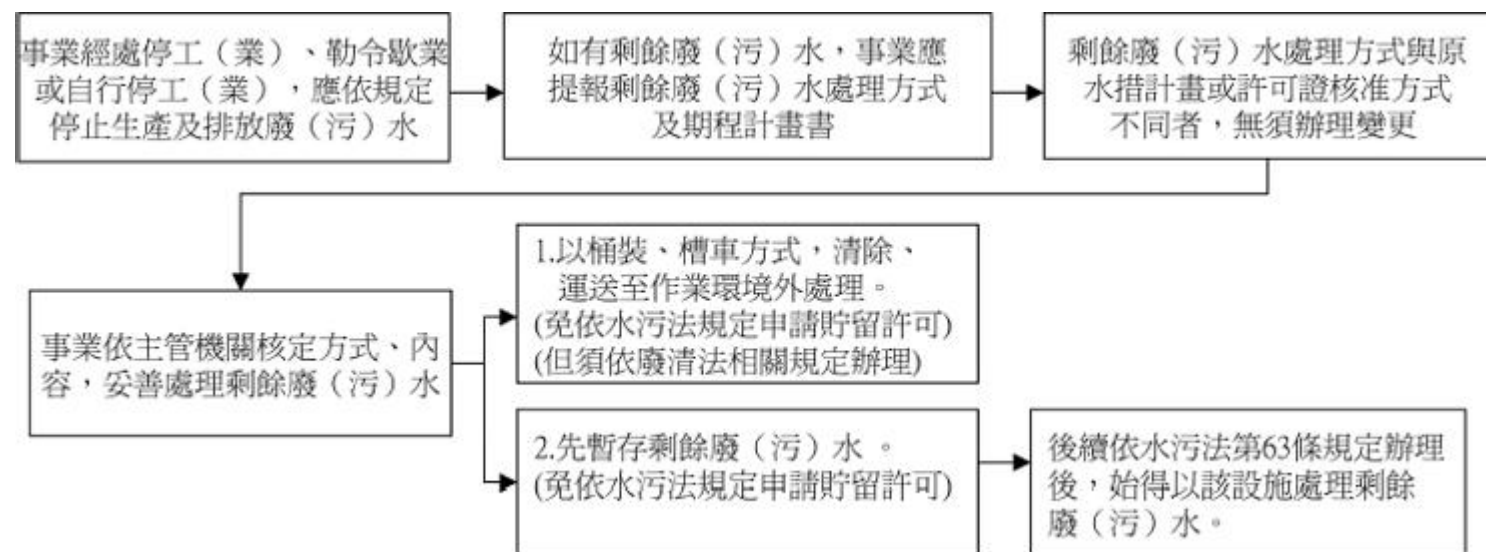 事業經處停工（業）、勒令歇業
或自行停工（業），應依規定
停止生產及排放廢（污）水
如有剩餘廢（污）水，事業應
提報剩餘廢（污）水處理方式
及期程計畫書
剩餘廢（污）水處理方式與原
水措計畫或許可證核准方式
不同者，無須辦理變更
事業依主管機關核定方式、內
容，妥善處理剩餘廢（污）水
1.以桶裝、槽車方式，清除、
運送至作業環境外處理。
(免依水污法規定申請貯留許可)
(但須依廢清法相關規定辦理)
2.先暫存剩餘廢（污）水 。
(免依水污法規定申請貯留許可)
後續依水污法第63條規定辦理
後，始得以該設施處理剩餘
廢（污）水。